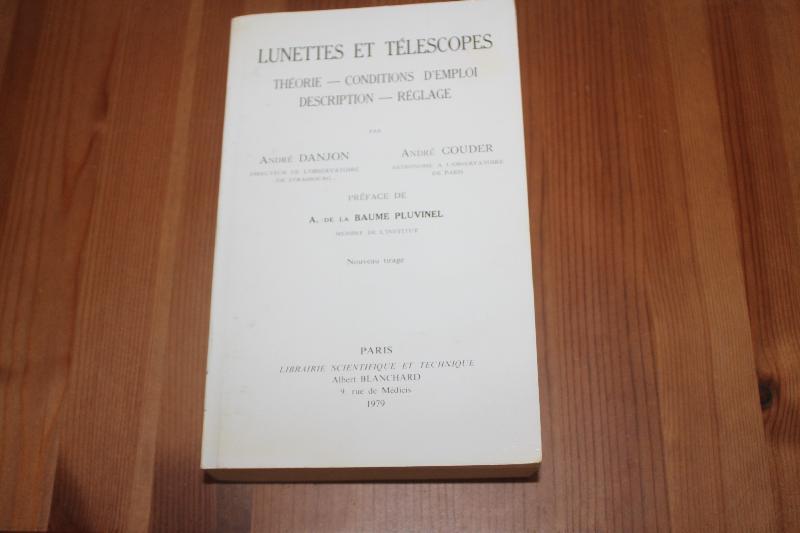 LUNETTES ET TÉLESCOPES
THÉORIE — CONDITIONS D'EMPLOI
DESCRIPTION — RÉGLAGE
PAR
ANDRÉ DANJON
DIRECTEUR DE L'OBSERVATOIRE
DE STRASBOURG
ANDRÉ COUDER
ASTRONOME A L'OBSERVATOIRE
DE PARIS
PRÉFACE DE
A. DE LA BAUME PLUVINEL
MEMBRE DE L'INSTITUT
Nouveau tirage
PARIS
LIBRAIRIE SCIENTIFIQUE ET TECHNIQUE
Albert BLANCHARD
9 rue de Médicis
1979